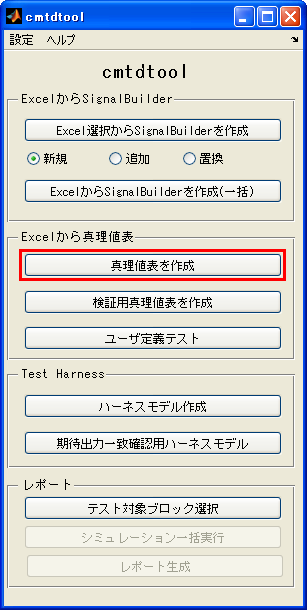 cmtdtool
設定 ヘルプ
cmtdtool
ExcelからSignalBuilder
Excel選択からSignalBuilderを作成
新規 追加 置換
ExcelからSignalBuilderを作成(一括)
Excelから真理値表
真理値表を作成
検証用真理値表を作成
ユーザ定義テスト
Test Harness
ハーネスモデル作成
期待出力一致確認用ハーネスモデル
レポート
テスト対象ブロック選択
シミュレーション一括実行
レポート生成